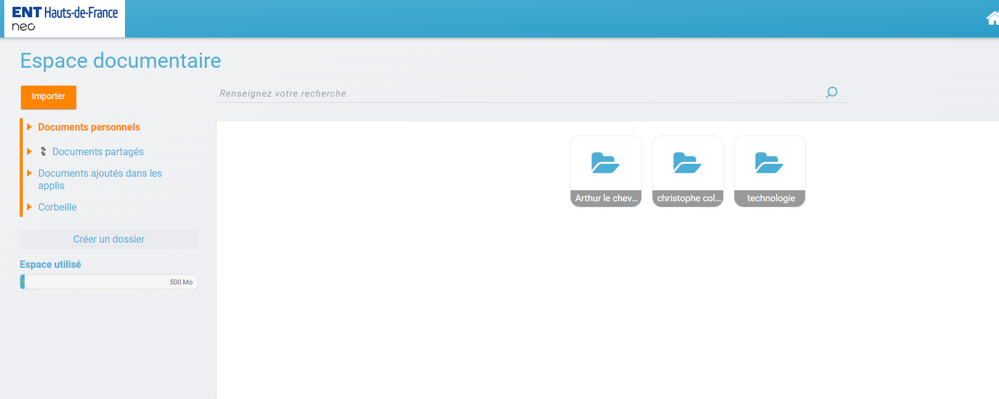 ENT Hauts-de-France
neo
Espace documentaire
Importer
Renseignez votre recherche
Documents personnels
Documents partagés
Documents ajoutés dans les
applis
Corbeille
Créer un dossier
Espace utilisé
500 Mo
Arthur le chev...
christophe col...
technologie